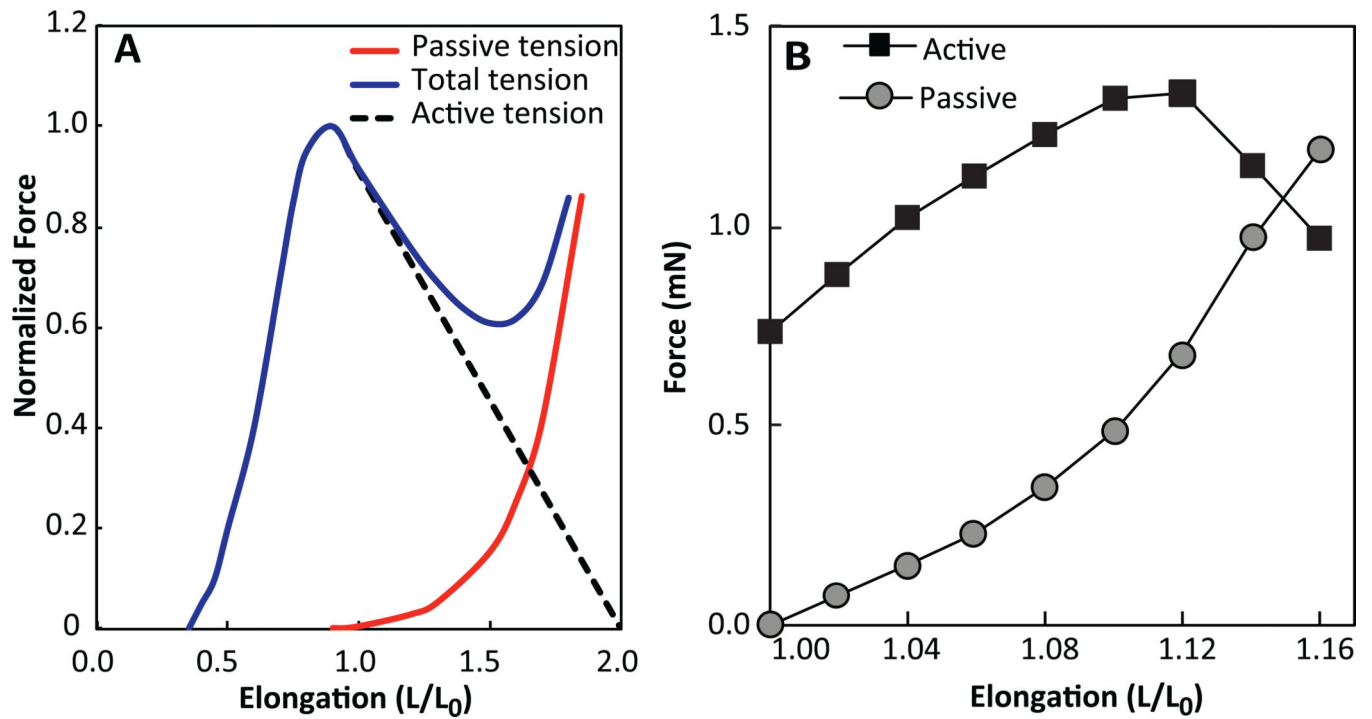 A
Passive tension
Total tension
Active tension
Normalized Force
1.2
1.0
0.8
0.6
0.4
0.2
0
0.0 0.5 1.0 1.5 2.0
Elongation (L/L₀)
B
Active
Passive
Force (mN)
1.5
1.0
0.5
0.0
1.00 1.04 1.08 1.12 1.16
Elongation (L/L₀)